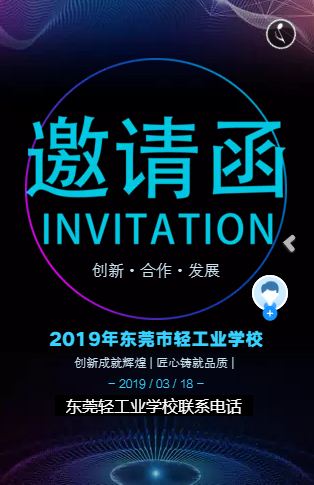 邀请函
INVITATION
创新·合作·发展
2019年东莞市轻工业学校
创新成就辉煌 | 匠心铸就品质 |
– 2019 / 03 / 18 –
东莞轻工业学校联系电话